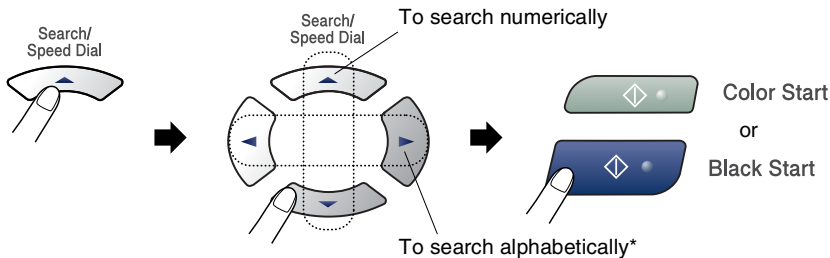 Search/
Speed Dial
Search/
Speed Dial
To search numerically
To search alphabetically*
Color Start
or
Black Start